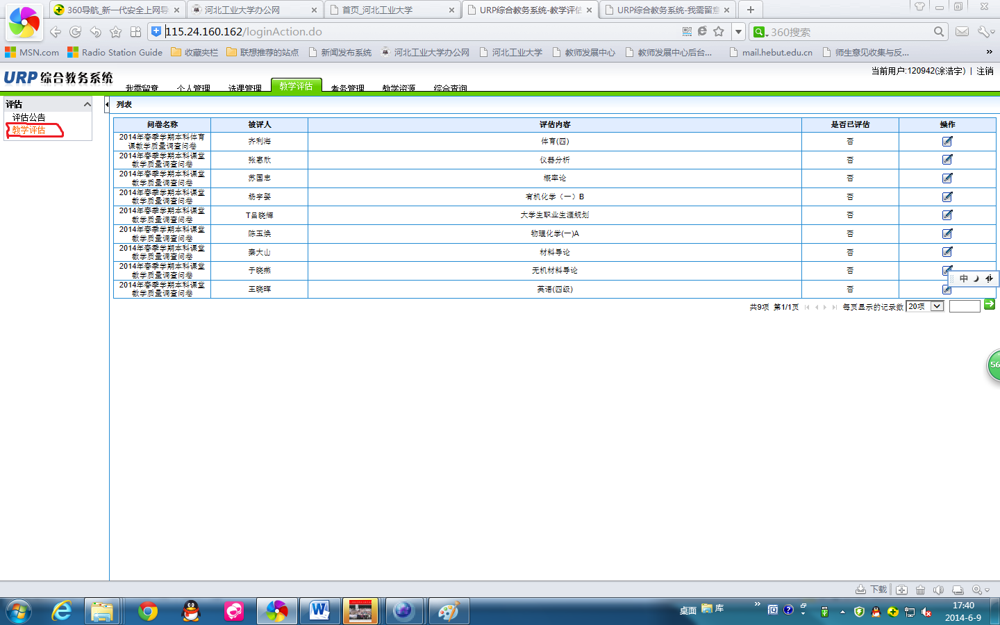 360导航_新一代安全上网导
河北工业大学办公网
首页_河北工业大学
URP综合教务系统-教学评估
URP综合教务系统-我需留意
115.24.160.162/loginAction.do
360搜索
MSN.com
Radio Station Guide
收藏夹栏
联想推荐的站点
新闻发布系统
河北工业大学办公网
河北工业大学
教师发展中心
教师发展中心后台...
mail.hebut.edu.cn
师生意见收集与反...
URP 综合教务系统
当前用户:120942(涂洁宇) | 注销
我需留意
个人管理
选课管理
教学评估
考务管理
教学资源
综合查询
评估
评估公告
教学评估
列表
问卷名称 被评人 评估内容 是否已评估 操作
2014年春季学期本科体育
课教学质量调查问卷
齐利海 体育(四) 否
2014年春季学期本科课堂
教学质量调查问卷
张惠欣 仪器分析 否
2014年春季学期本科课堂
教学质量调查问卷
苏国忠 概率论 否
2014年春季学期本科课堂
教学质量调查问卷
杨宇婴 有机化学（一）B 否
2014年春季学期本科课堂
教学质量调查问卷
T吕晓辉 大学生职业生涯规划 否
2014年春季学期本科课堂
教学质量调查问卷
陈玉焕 物理化学(一)A 否
2014年春季学期本科课堂
教学质量调查问卷
秦大山 材料导论 否
2014年春季学期本科课堂
教学质量调查问卷
于晓燕 无机材料导论 否
2014年春季学期本科课堂
教学质量调查问卷
王晓晖 英语(四级) 否
中
共9项 第1/1页 每页显示的记录数 20项
56
下载
桌面
库
17:40
2014-6-9